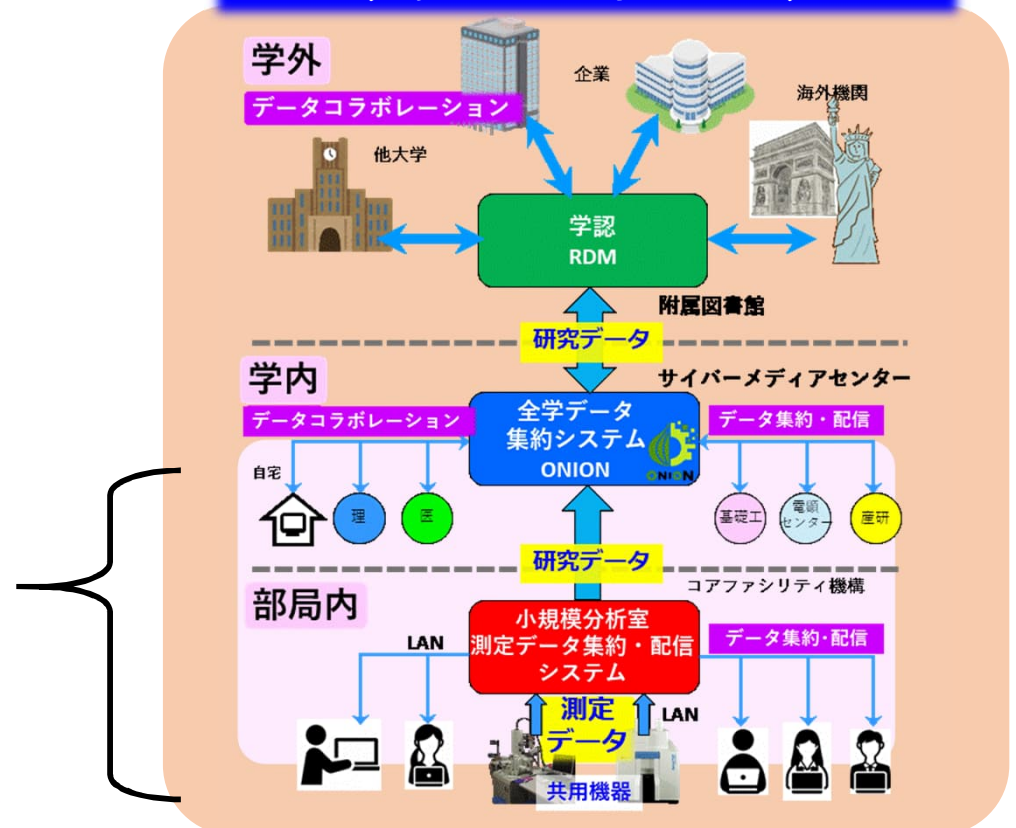 学外
企業
海外機関
データコラボレーション
他大学
学認
RDM
附属図書館
研究データ
学内
サイバーメディアセンター
データコラボレーション
全学データ
集約システム
ONION
ONION
データ集約・配信
自宅
理
医
基礎工
電顕
センター
産研
研究データ
コアファシリティ機構
部局内
小規模分析室
測定データ集約・配信
システム
データ集約・配信
LAN
測定
データ
LAN
共用機器